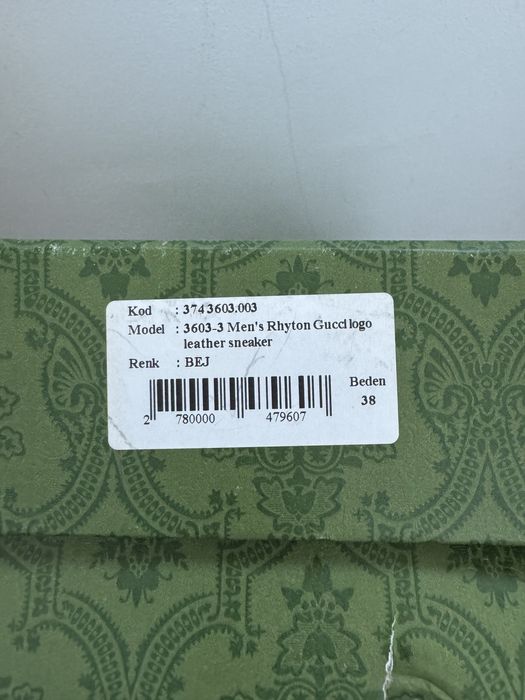 Kod : 3743603.003
Model : 3603-3 Men's Rhyton Gucci logo
leather sneaker
Renk : BEJ
Beden
38
2 780000 479607